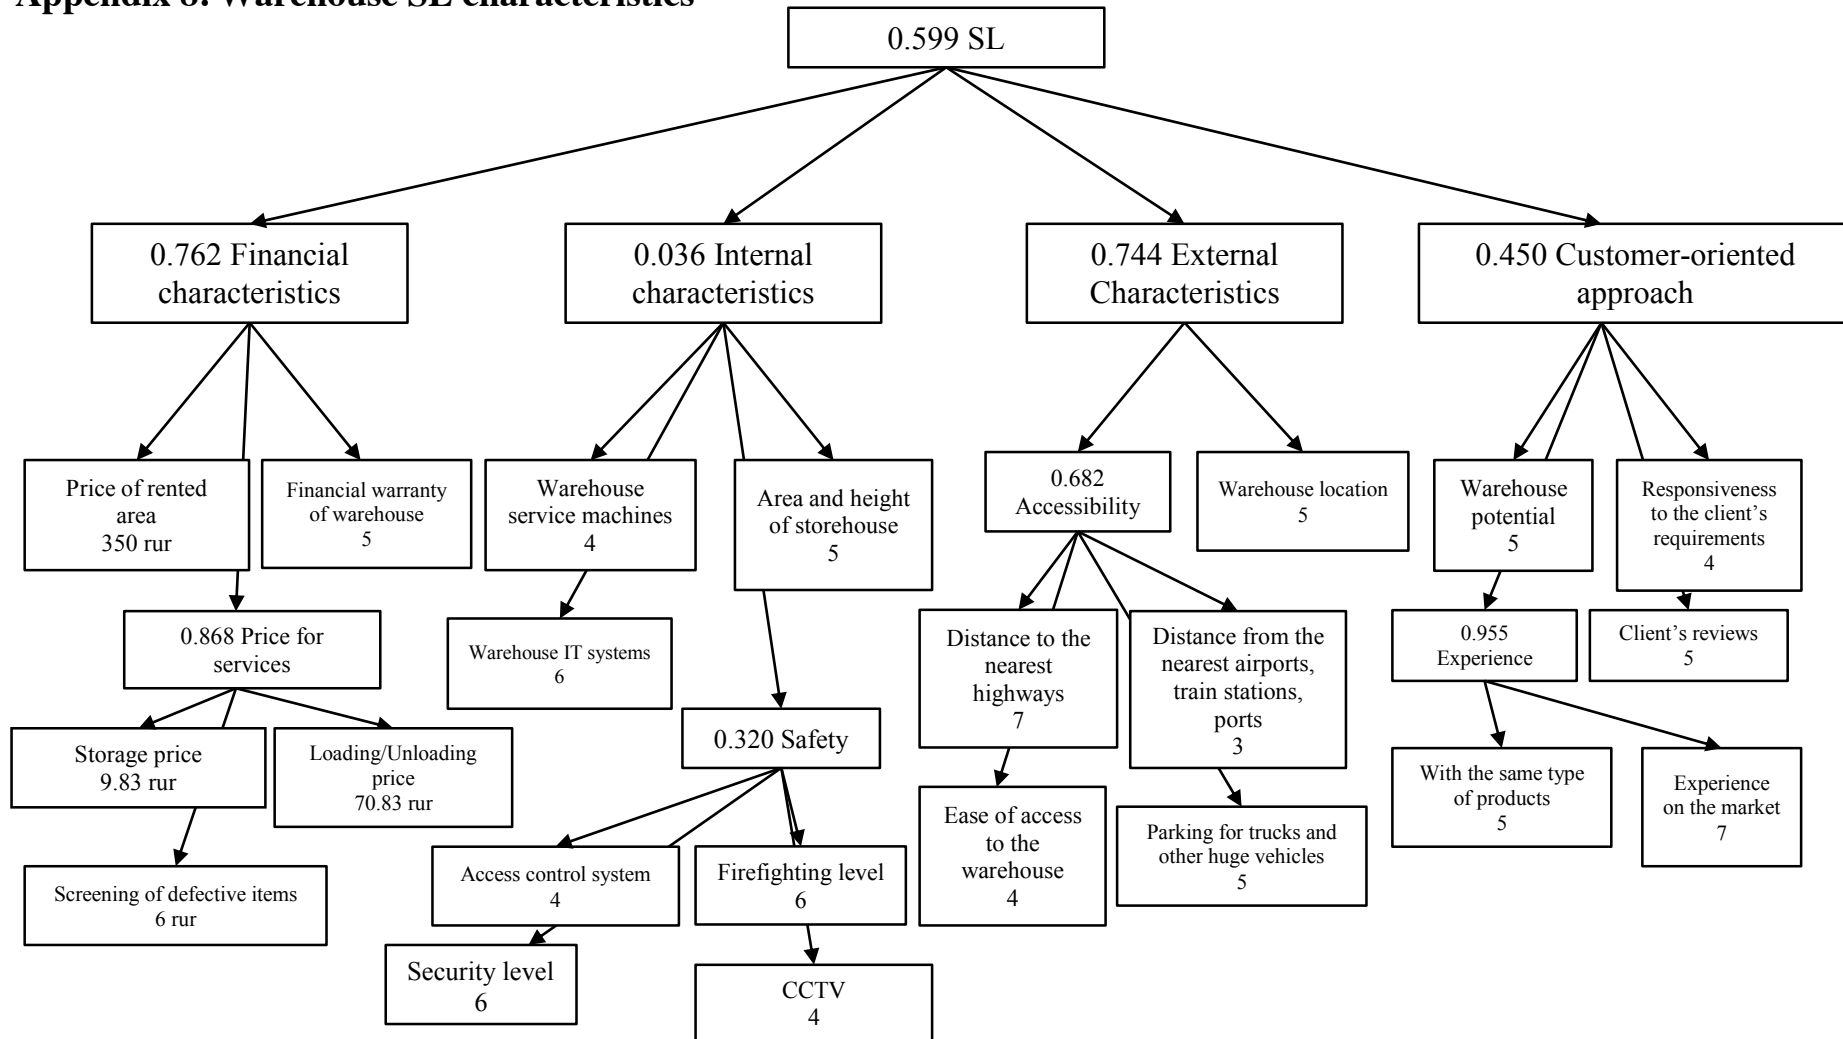 Appendix 8: Warehouse SL characteristics
0.599 SL
0.762 Financial
characteristics
0.036 Internal
characteristics
0.744 External
Characteristics
0.450 Customer-oriented
approach
Price of rented
area
350 rur
Financial warranty
of warehouse
5
Warehouse
service machines
4
Area and height
of storehouse
5
0.682
Accessibility
Warehouse location
5
Warehouse
potential
5
Responsiveness
to the client’s
requirements
4
0.868 Price for
services
Warehouse IT systems
6
Distance to the
nearest
highways
7
Distance from the
nearest airports,
train stations,
ports
3
0.955
Experience
Client’s reviews
5
Storage price
9.83 rur
Loading/Unloading
price
70.83 rur
0.320 Safety
Ease of access
to the
warehouse
4
Parking for trucks and
other huge vehicles
5
With the same type
of products
5
Experience
on the market
7
Screening of defective items
6 rur
Access control system
4
Firefighting level
6
Security level
6
CCTV
4